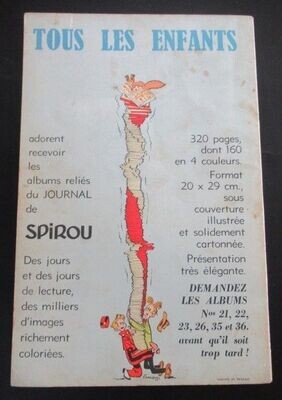 TOUS LES ENFANTS
adorent
recevoir
les
albums reliés
du JOURNAL
de
SPIROU
Des jours
et des jours
de lecture,
des milliers
d'images
richement
coloriées.
320 pages,
dont 160
en 4 couleurs.
Format
20 x 29 cm.,
sous
couverture
illustrée
et solidement
cartonnée.
Présentation
très élégante.
DEMANDEZ
LES ALBUMS
Nos 21, 22,
23, 26, 35 et 36.
avant qu'il soit
trop tard !